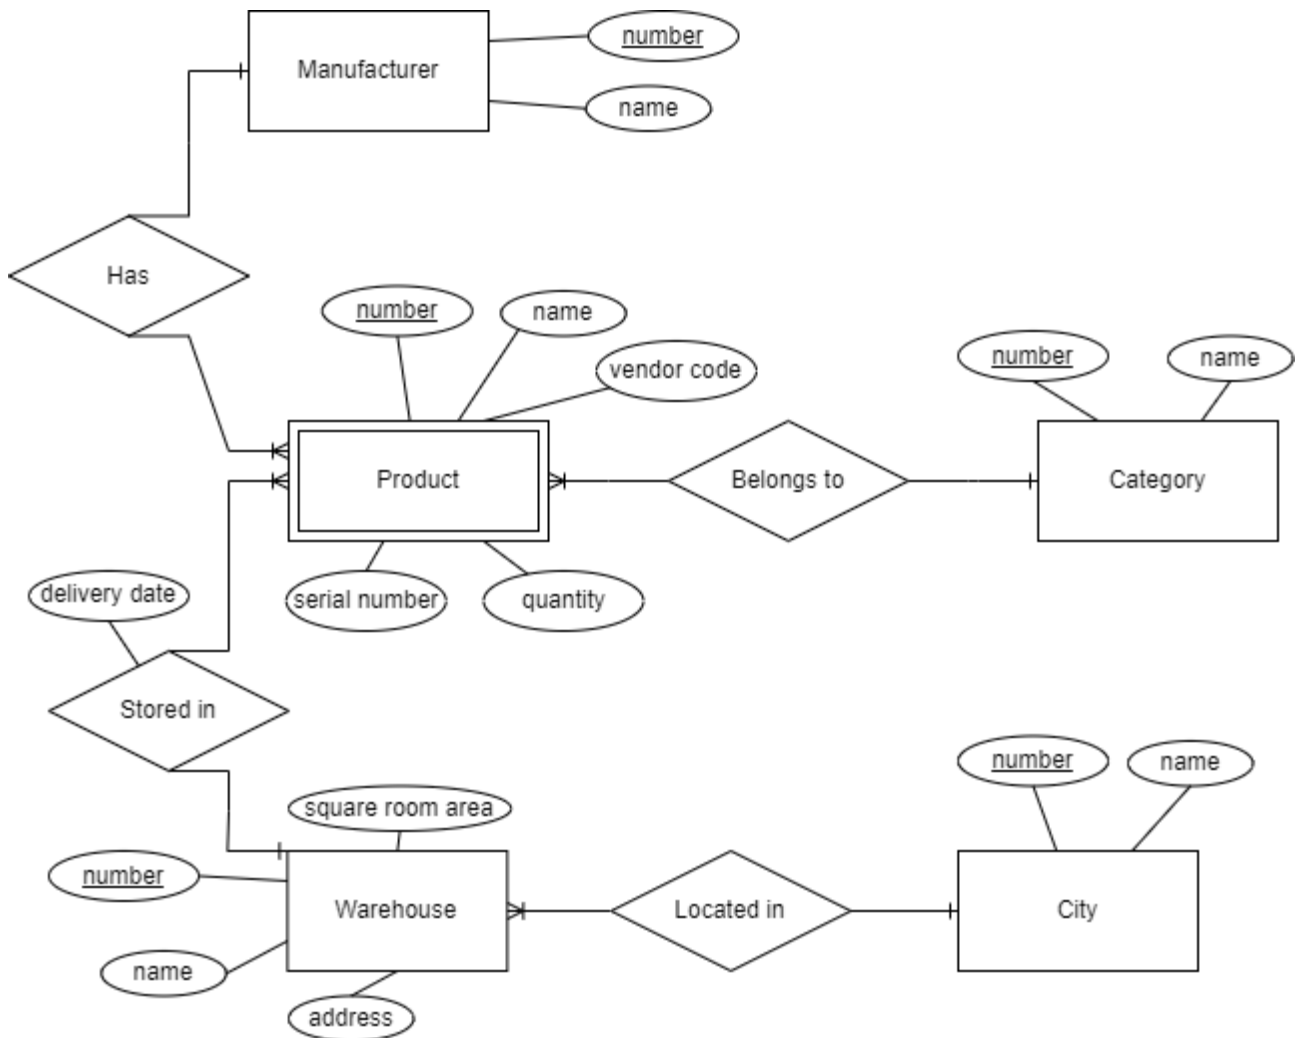 number
Manufacturer
name
Has
number
name
vendor code
number
name
Product
Belongs to
Category
delivery date
serial number
quantity
Stored in
number
name
square room area
number
Warehouse
Located in
City
name
address